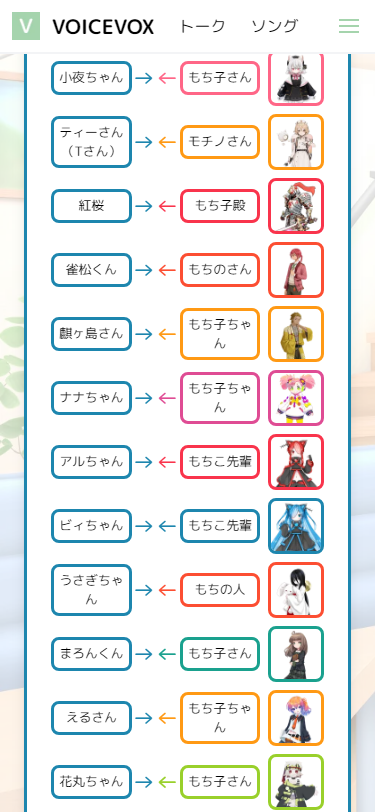 V VOICEVOX トーク ソング
小夜ちゃん → ← もち子さん
ティーさん
（Tさん） → ← モチノさん
紅桜 → ← もち子殿
雀松くん → ← もちのさん
麒ヶ島さん → ← もち子ちゃ
ん
ナナちゃん → ← もち子ちゃ
ん
アルちゃん → ← もちこ先輩
ビィちゃん → ← もちこ先輩
うさぎちゃ
ん → ← もちの人
まろんくん → ← もち子さん
えるさん → ← もち子ちゃ
ん
花丸ちゃん → ← もち子さん